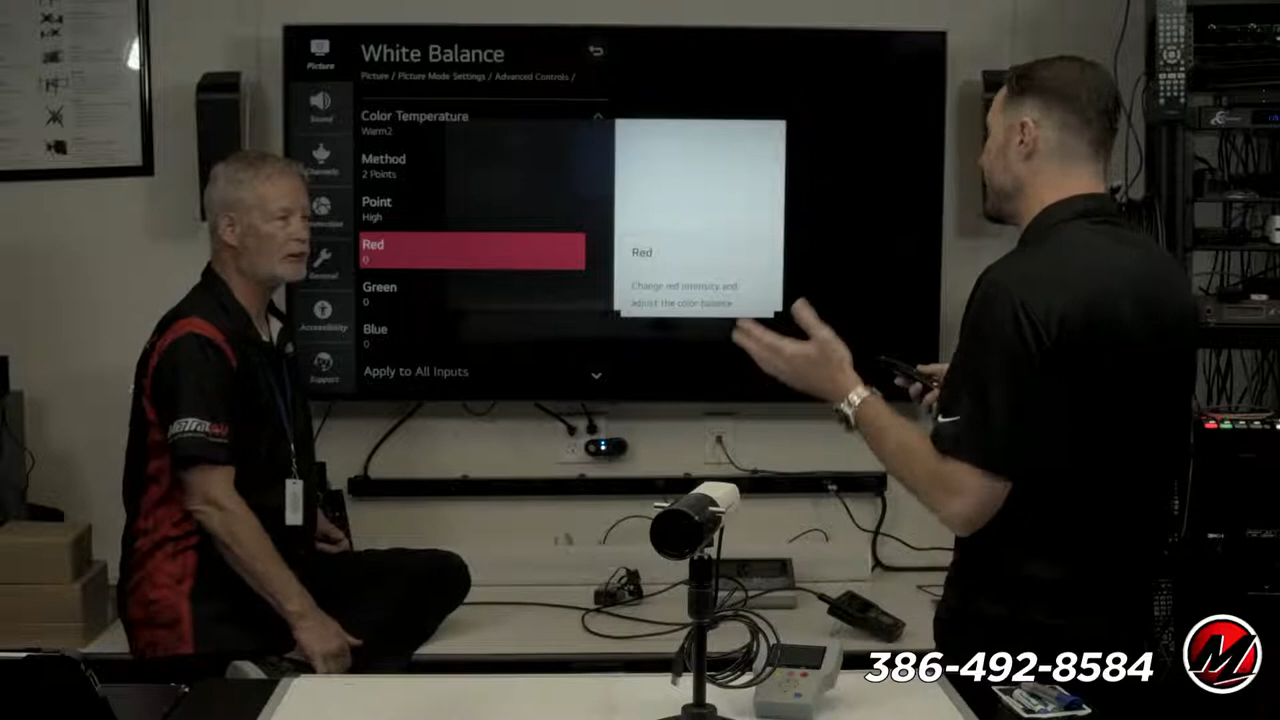 White Balance
Picture
Picture / Picture Mode Settings / Advanced Controls /
Sound
Color Temperature
Warm2
Channels
Method
2 Points
Point
High
Red
0
Red
General
Change red intensity and
adjust the color balance
Green
0
Accessibility
Blue
0
Support
Apply to All Inputs
386-492-8584
M